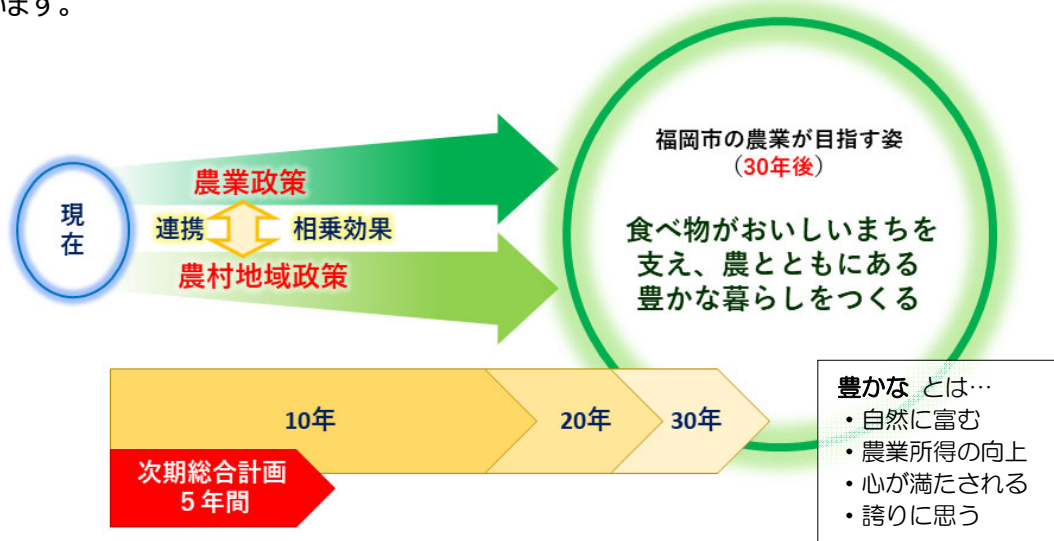 います。
福岡市の農業が目指す姿
（30年後）
食べ物がおいしいまちを
支え、農とともにある
豊かな暮らしをつくる
現在
農業政策
連携
相乗効果
農村地域政策
10年
20年
30年
次期総合計画
５年間
豊かな とは…
・自然に富む
・農業所得の向上
・心が満たされる
・誇りに思う